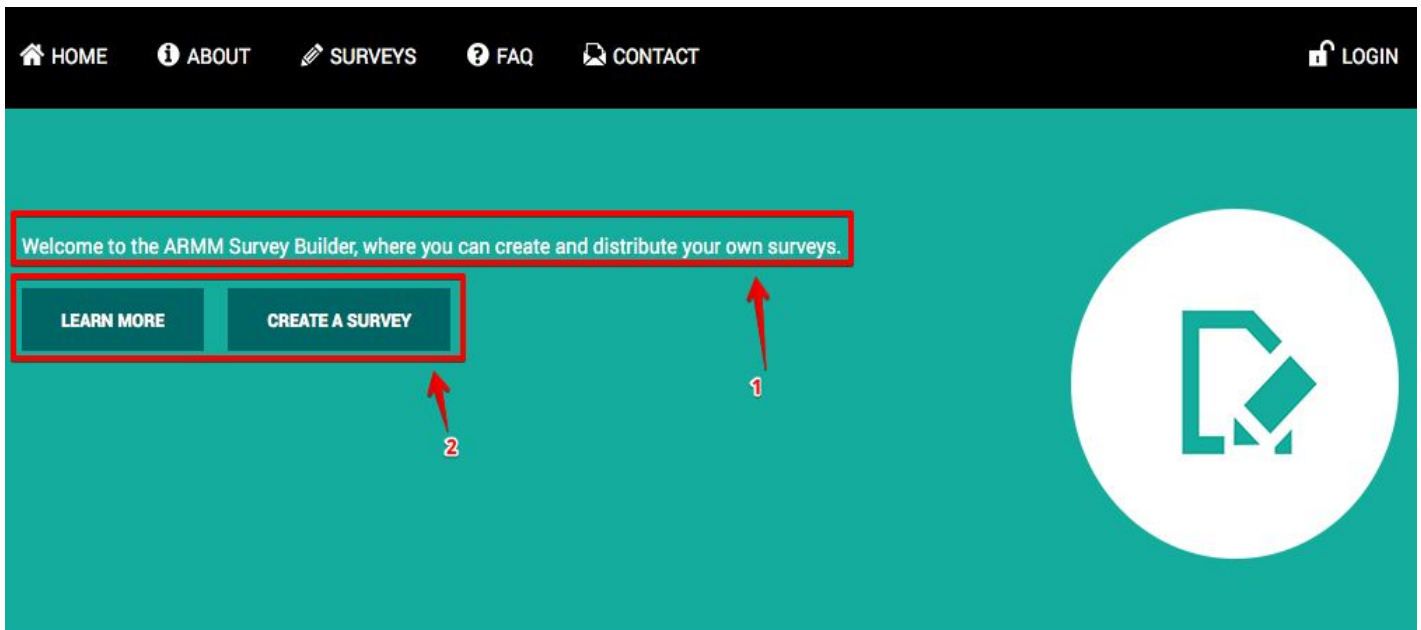 HOME ABOUT SURVEYS FAQ CONTACT LOGIN
Welcome to the ARMM Survey Builder, where you can create and distribute your own surveys.
LEARN MORE CREATE A SURVEY
1
2